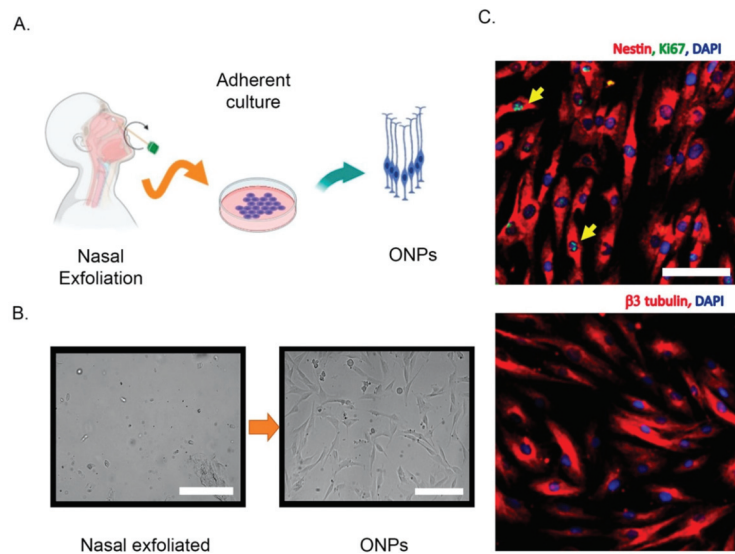 A.
Adherent
culture
Nasal
Exfoliation
ONPs
B.
Nasal exfoliated
ONPs
C.
Nestin, Ki67, DAPI
β3 tubulin, DAPI